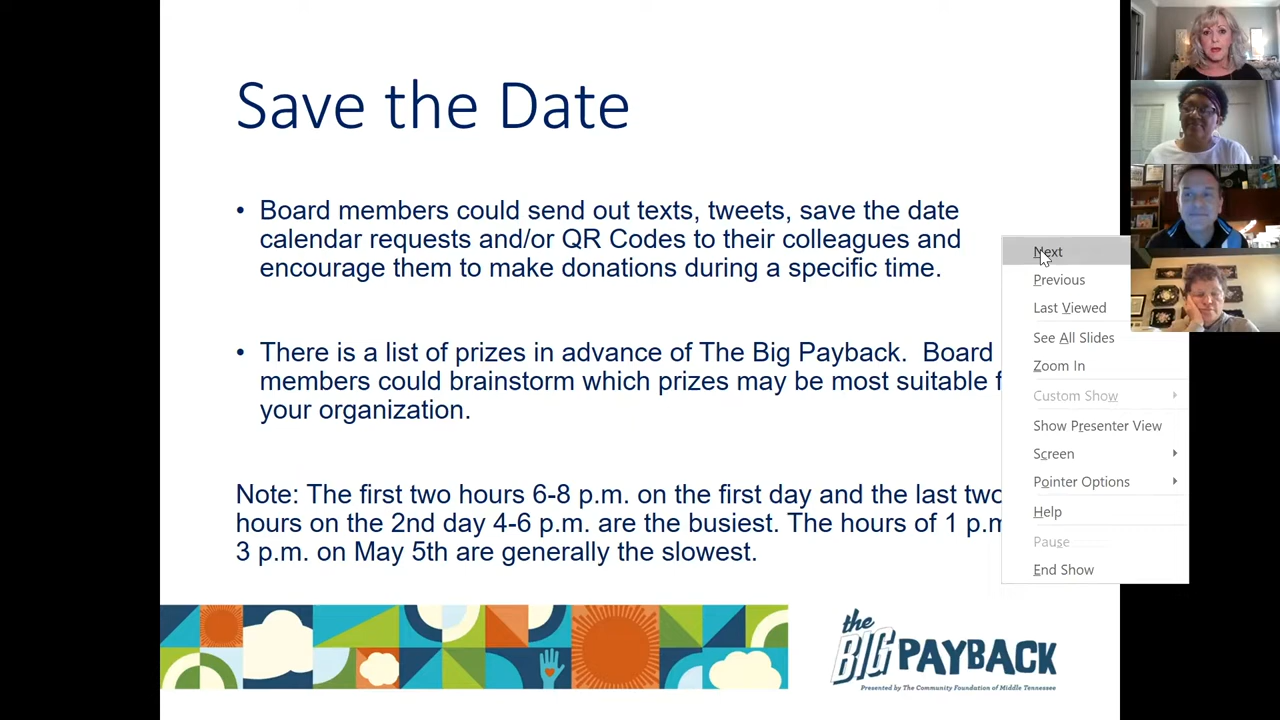 Save the Date
• Board members could send out texts, tweets, save the date
calendar requests and/or QR Codes to their colleagues and
encourage them to make donations during a specific time.
• There is a list of prizes in advance of The Big Payback.  Board
members could brainstorm which prizes may be most suitable f
your organization.
Note: The first two hours 6-8 p.m. on the first day and the last two
hours on the 2nd day 4-6 p.m. are the busiest. The hours of 1 p.m
3 p.m. on May 5th are generally the slowest.
Next
Previous
Last Viewed
See All Slides
Zoom In
Custom Show
Show Presenter View
Screen
Pointer Options
Help
Pause
End Show
the
BIG PAYBACK
Presented by The Community Foundation of Middle Tennessee